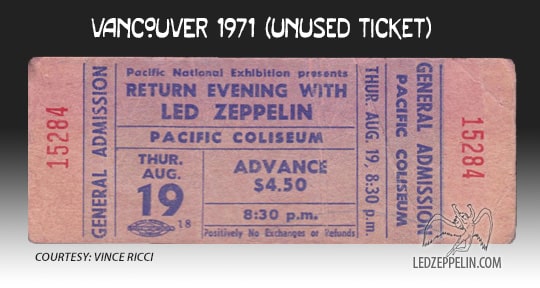 VANCOUVER 1971 (UNUSED TICKET)
15284
GENERAL ADMISSION
Pacific National Exhibition presents
RETURN EVENING WITH
LED ZEPPELIN
PACIFIC COLISEUM
THUR.
AUG.
19
18
ADVANCE
$4.50
8:30 p.m.
Positively No Exchanges or Refunds
THUR. AUG. 19, 8:30 p.m.
PACIFIC COLISEUM
GENERAL ADMISSION
15284
COURTESY: VINCE RICCI
LEDZEPPELIN.COM